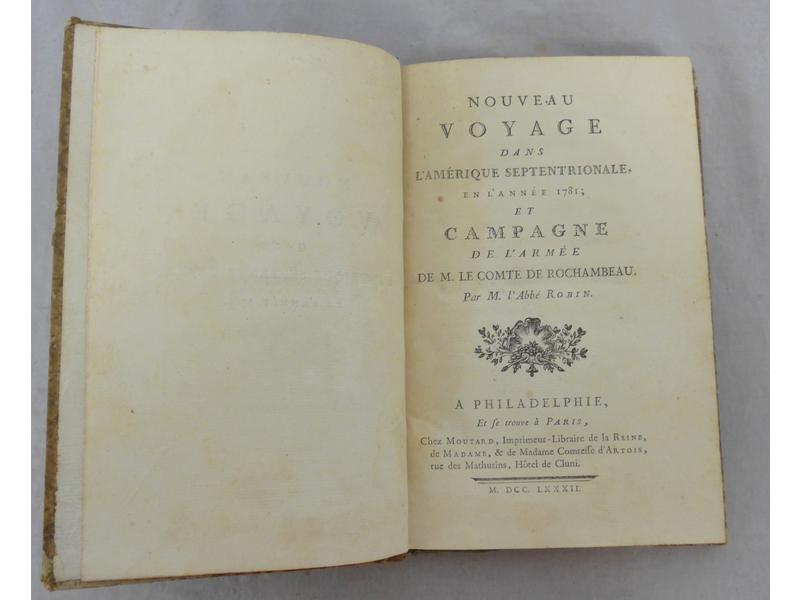 NOUVEAU
VOYAGE
DANS
L'AMÉRIQUE SEPTENTRIONALE,
EN L'ANNÉE 1781;
ET
CAMPAGNE
DE L'ARMÉE
DE M. LE COMTE DE ROCHAMBEAU.
Par M. l'Abbé ROBIN.
A PHILADELPHIE,
Et ſe trouve à PARIS,
Chez MOUTARD, Imprimeur-Libraire de la REINE,
de MADAME, & de Madame Comteſſe d'ARTOIS,
rue des Mathurins, Hôtel de Cluni.
M. DCC. LXXXII.